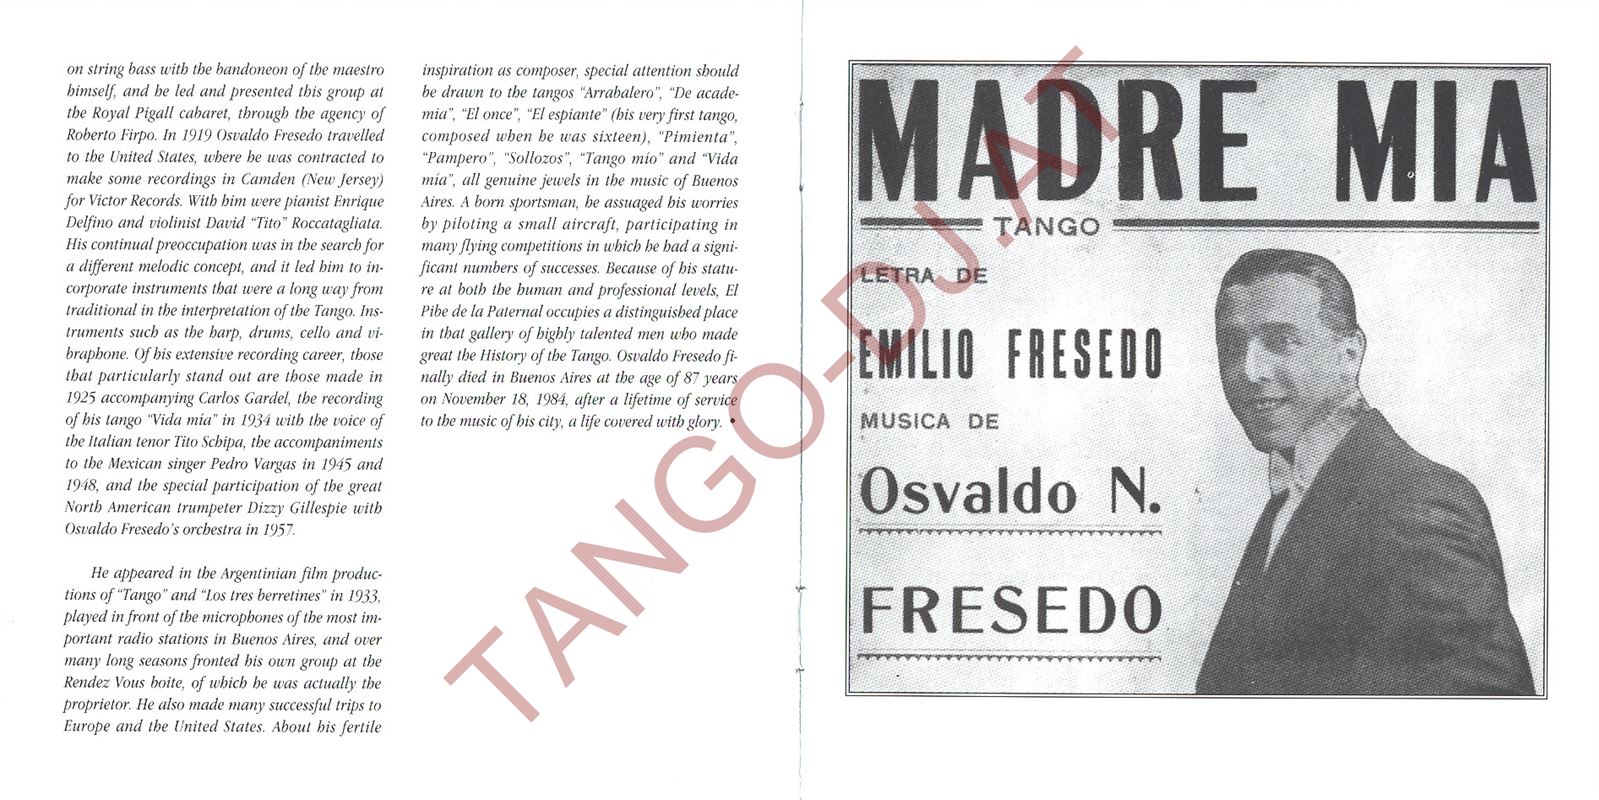 on string bass with the bandoneon of the maestro
himself, and he led and presented this group at
the Royal Pigall cabaret, through the agency of
Roberto Firpo. In 1919 Osvaldo Fresedo travelled
to the United States, where he was contracted to
make some recordings in Camden (New Jersey)
for Victor Records. With him were pianist Enrique
Delfino and violinist David “Tito” Roccatagliata.
His continual preoccupation was in the search for
a different melodic concept, and it led him to in-
corporate instruments that were a long way from
traditional in the interpretation of the Tango. Ins-
truments such as the harp, drums, cello and vi-
braphone. Of his extensive recording career, those
that particularly stand out are those made in
1925 accompanying Carlos Gardel, the recording
of his tango “Vida mía” in 1934 with the voice of
the Italian tenor Tito Schipa, the accompaniments
to the Mexican singer Pedro Vargas in 1945 and
1948, and the special participation of the great
North American trumpeter Dizzy Gillespie with
Osvaldo Fresedo’s orchestra in 1957.
He appeared in the Argentinian film produc-
tions of “Tango” and “Los tres berretines” in 1933,
played in front of the microphones of the most im-
portant radio stations in Buenos Aires, and over
many long seasons fronted his own group at the
Rendez Vous boite, of which he was actually the
proprietor. He also made many successful trips to
Europe and the United States. About his fertile
inspiration as composer, special attention should
be drawn to the tangos “Arrabalero”, “De acade-
mia”, “El once”, “El espiante” (his very first tango,
composed when he was sixteen), “Pimienta”,
“Pampero”, “Sollozos”, “Tango mío” and “Vida
mía”, all genuine jewels in the music of Buenos
Aires. A born sportsman, he assuaged his worries
by piloting a small aircraft, participating in
many flying competitions in which he had a signi-
ficant numbers of successes. Because of his statu-
re at both the human and professional levels, El
Pibe de la Paternal occupies a distinguished place
in that gallery of highly talented men who made
great the History of the Tango. Osvaldo Fresedo fi-
nally died in Buenos Aires at the age of 87 years
on November 18, 1984, after a lifetime of service
to the music of his city, a life covered with glory. •
MADRE MIA
TANGO
LETRA DE
EMILIO FRESEDO
MUSICA DE
Osvaldo N.
FRESEDO
TANGO-DJ.AT